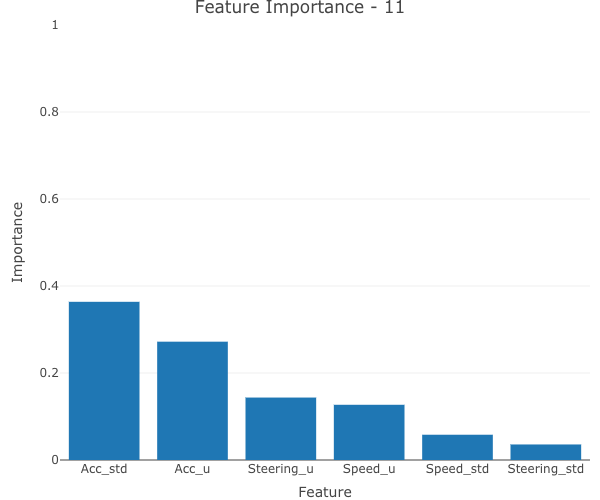 Feature Importance - 11
1
0.8
0.6
0.4
0.2
0
Importance
Acc_std
Acc_u
Steering_u
Speed_u
Speed_std
Steering_std
Feature